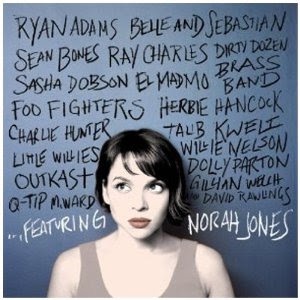 RYAN ADAMS BELLE AND SEBASTIAN
SEAN BONES RAY CHARLES DIRTY DOZEN
BRASS
SASHA DOBSON EL MADMO BAND
FOO FIGHTERS HERBIE HANCOCK
CHARLIE HUNTER TALIB KWELI
LITTLE WILLIES WILLIE NELSON
OUTKAST DOLLY PARTON
GILLIAN WELCH
Q-TIP M. WARD AND DAVID RAWLINGS
...FEATURING NORAH JONES